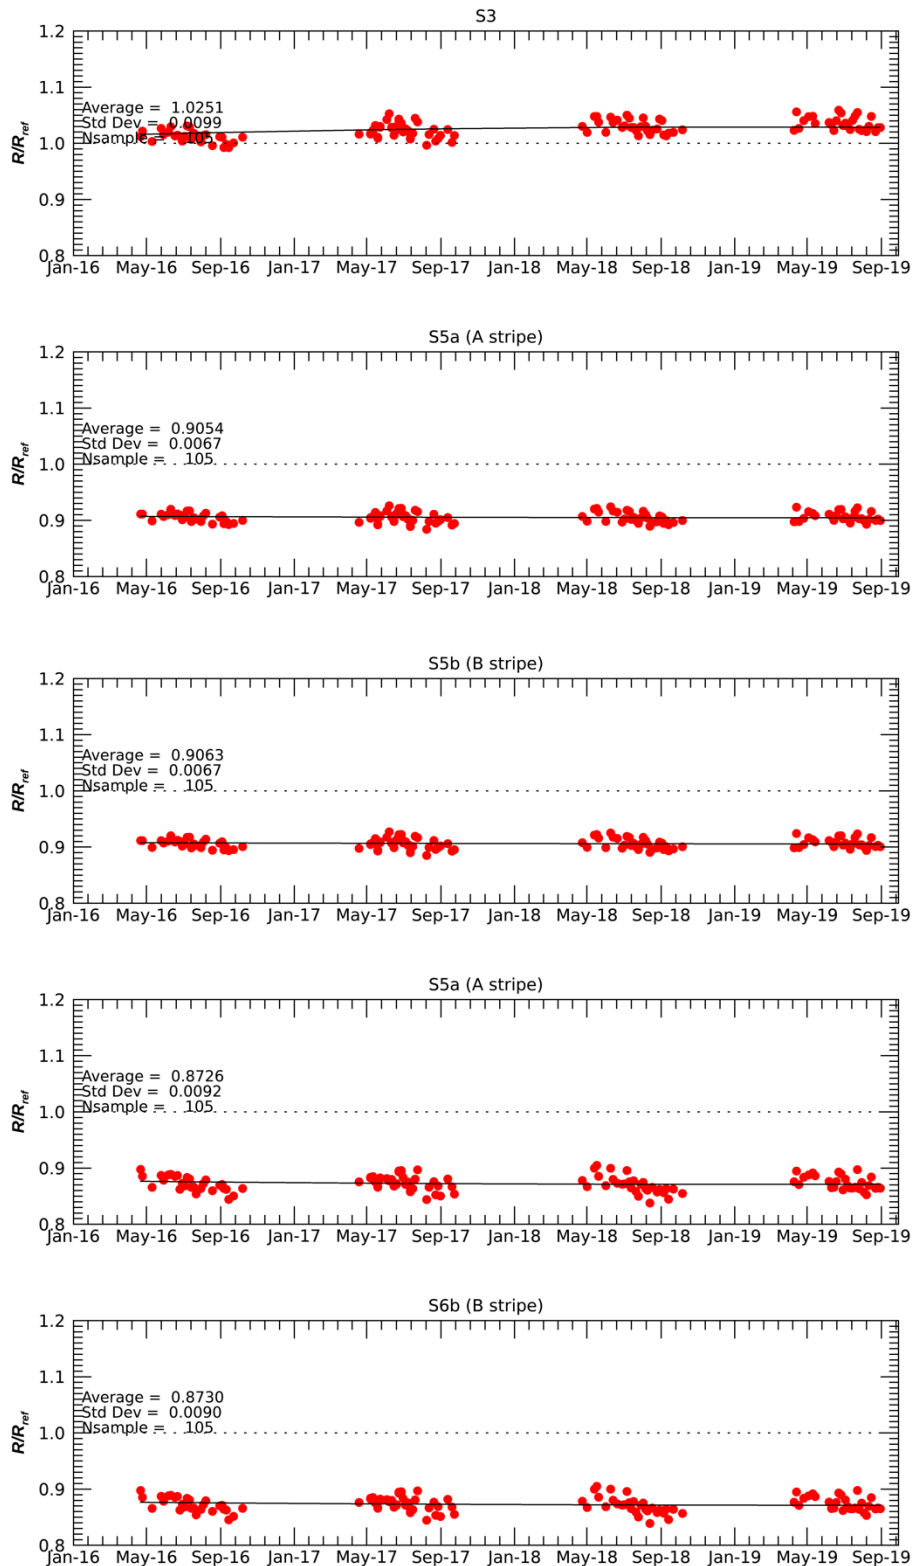 S3
1.2
1.1
Average = 1.0251
Std Dev = 0.0099
Nsample = 105
1.0
R/Rref
0.9
0.8
Jan-16 May-16 Sep-16 Jan-17 May-17 Sep-17 Jan-18 May-18 Sep-18 Jan-19 May-19 Sep-19
S5a (A stripe)
1.2
1.1
Average = 0.9054
Std Dev = 0.0067
Nsample = 105
1.0
R/Rref
0.9
0.8
Jan-16 May-16 Sep-16 Jan-17 May-17 Sep-17 Jan-18 May-18 Sep-18 Jan-19 May-19 Sep-19
S5b (B stripe)
1.2
1.1
Average = 0.9063
Std Dev = 0.0067
Nsample = 105
1.0
R/Rref
0.9
0.8
Jan-16 May-16 Sep-16 Jan-17 May-17 Sep-17 Jan-18 May-18 Sep-18 Jan-19 May-19 Sep-19
S5a (A stripe)
1.2
1.1
Average = 0.8726
Std Dev = 0.0092
Nsample = 105
1.0
R/Rref
0.9
0.8
Jan-16 May-16 Sep-16 Jan-17 May-17 Sep-17 Jan-18 May-18 Sep-18 Jan-19 May-19 Sep-19
S6b (B stripe)
1.2
1.1
Average = 0.8730
Std Dev = 0.0090
Nsample = 105
1.0
R/Rref
0.9
0.8
Jan-16 May-16 Sep-16 Jan-17 May-17 Sep-17 Jan-18 May-18 Sep-18 Jan-19 May-19 Sep-19